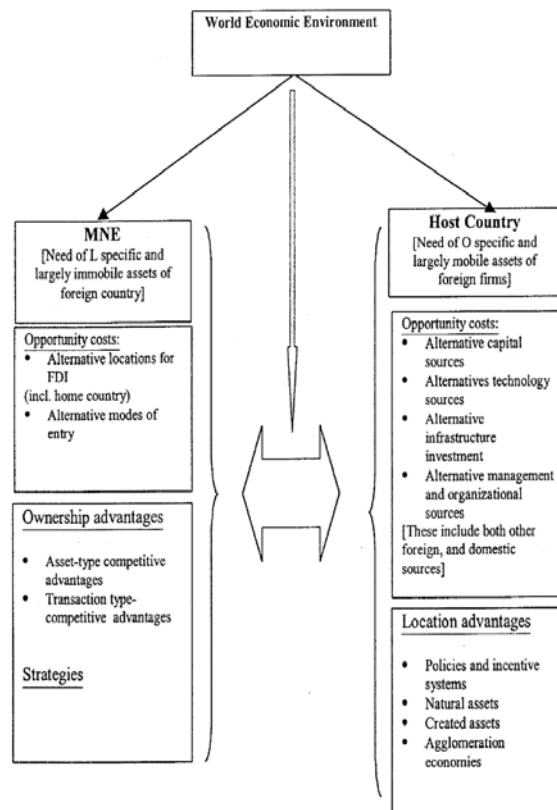 World Economic Environment
MNE
[Need of L specific and
largely immobile assets of
foreign country]
Opportunity costs:
• Alternative locations for
FDI
(incl. home country)
• Alternative modes of
entry
Ownership advantages
• Asset-type competitive
advantages
• Transaction type-
competitive advantages
Strategies
Host Country
[Need of O specific and
largely mobile assets of
foreign firms]
Opportunity costs:
• Alternative capital
sources
• Alternatives technology
sources
• Alternative
infrastructure
investment
• Alternative management
and organizational
sources
[These include both other
foreign, and domestic
sources]
Location advantages
• Policies and incentive
systems
• Natural assets
• Created assets
• Agglomeration
economies